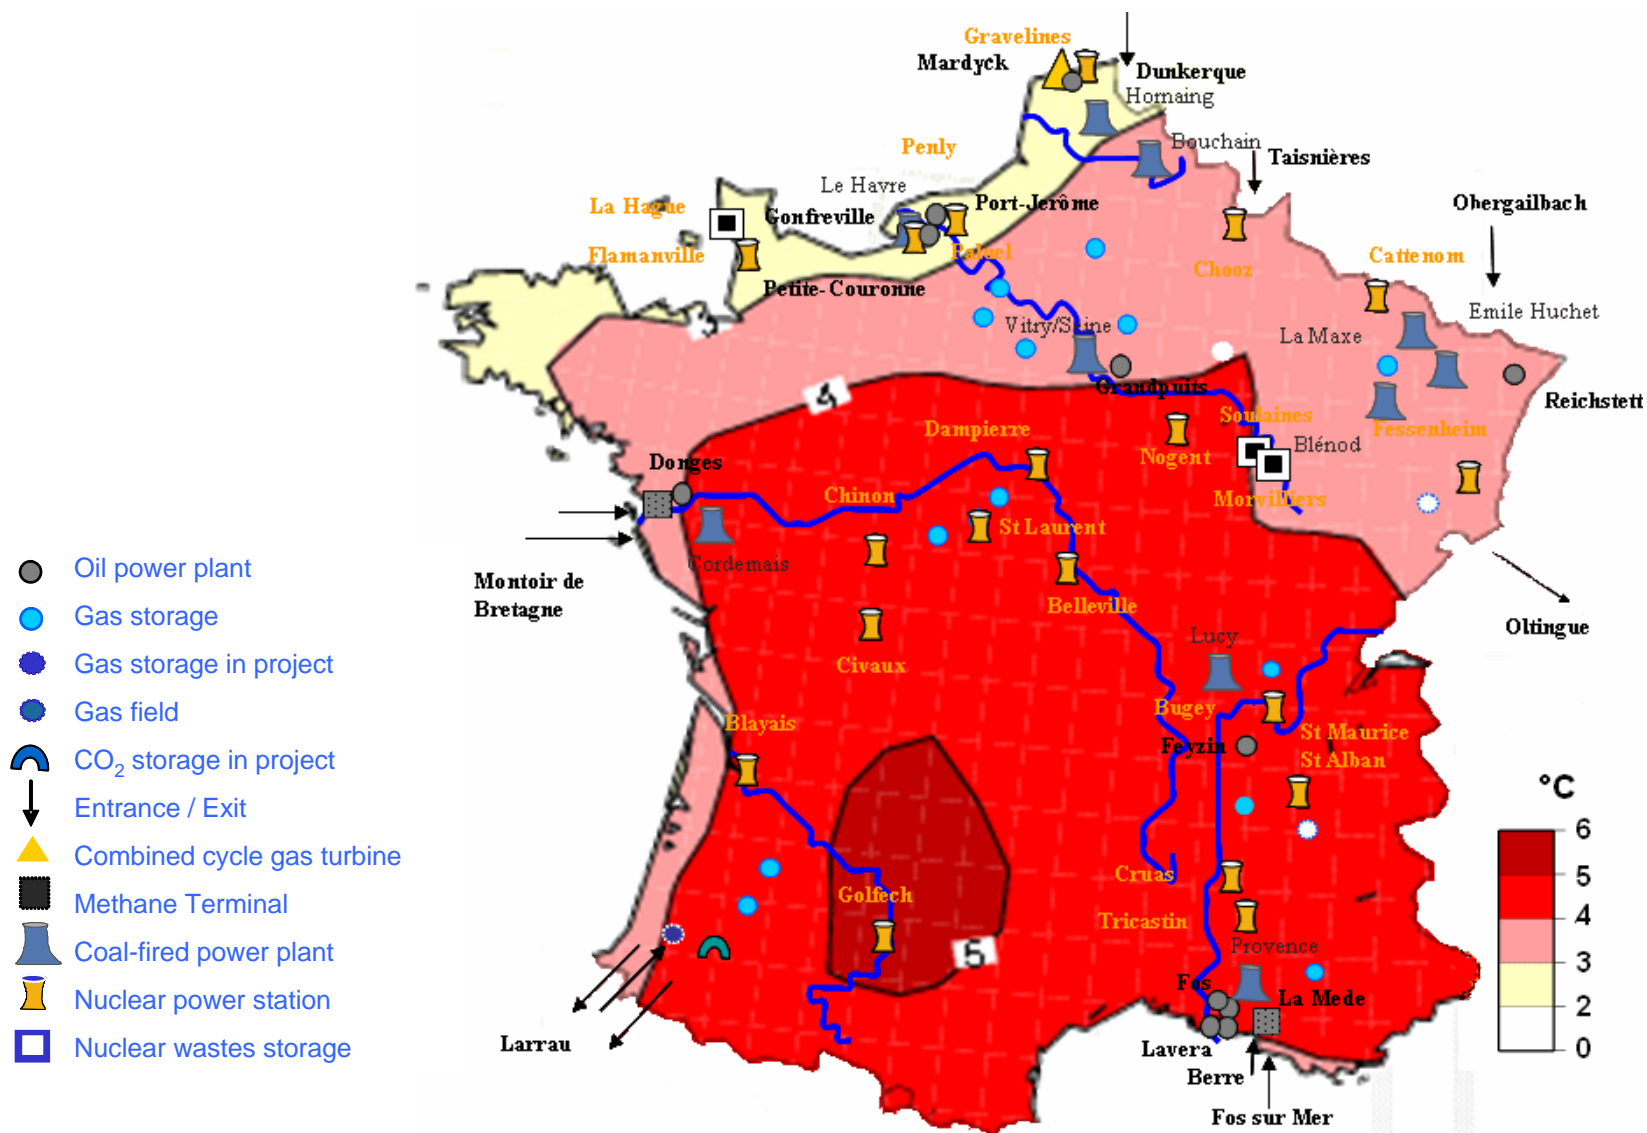 Gravelines
Mardyck
Dunkerque
Hornaing
Penly
Bouchain
Taisnières
Le Havre
La Hague
Gonfreville
Port-Jerôme
Obergailbach
Flamanville
Paluel
Chooz
Cattenom
Petite-Couronne
3
Vitry/Seine
Emile Huchet
La Maxe
4
Grandpuits
Reichstett
Dampierre
Soulaines
Fessenheim
Nogent
Blénod
Donges
Chinon
Morvilliers
St Laurent
Cordemais
Montoir de
Bretagne
Belleville
Oltingue
Lucy
Civaux
Bugey
Blayais
St Maurice
Feyzin
St Alban
Cruas
Golfech
Tricastin
Provence
5
Fos
La Mede
Larrau
Lavera
Berre
Fos sur Mer
Oil power plant
Gas storage
Gas storage in project
Gas field
CO2 storage in project
Entrance / Exit
Combined cycle gas turbine
Methane Terminal
Coal-fired power plant
Nuclear power station
Nuclear wastes storage
°C
6
5
4
3
2
0